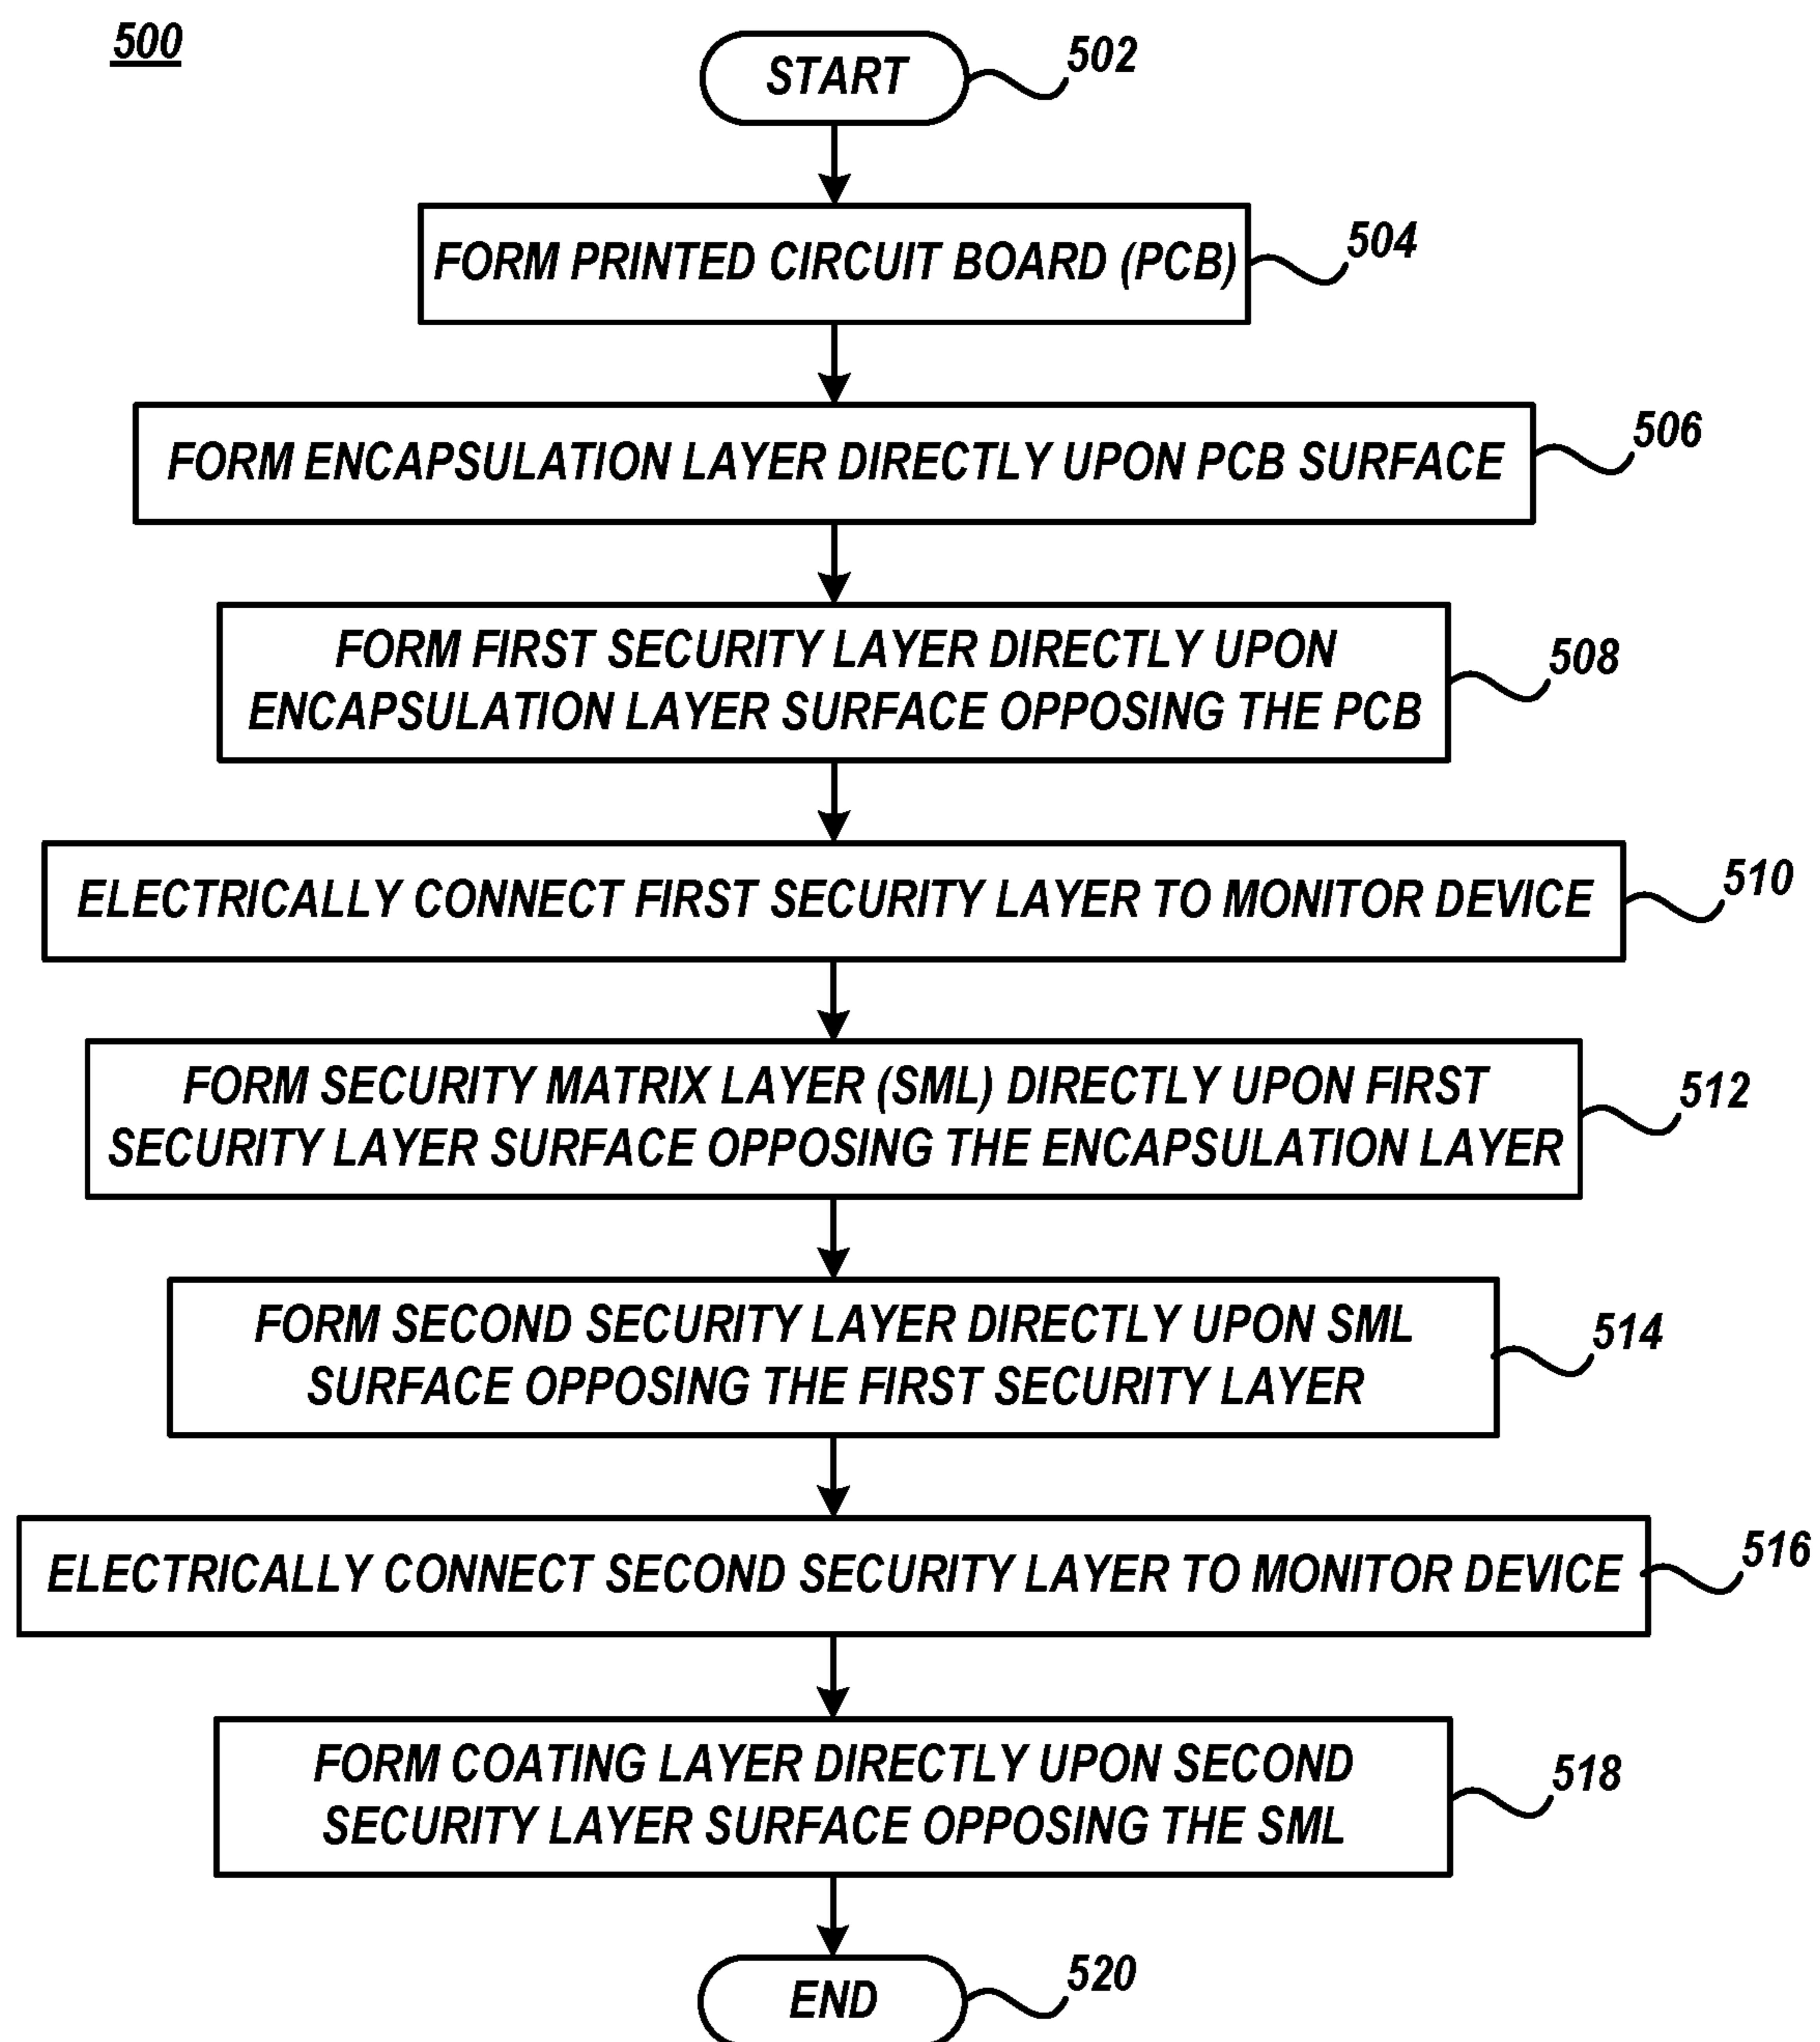 500
START
502
FORM PRINTED CIRCUIT BOARD (PCB)
504
FORM ENCAPSULATION LAYER DIRECTLY UPON PCB SURFACE
506
FORM FIRST SECURITY LAYER DIRECTLY UPON
ENCAPSULATION LAYER SURFACE OPPOSING THE PCB
508
ELECTRICALLY CONNECT FIRST SECURITY LAYER TO MONITOR DEVICE
510
FORM SECURITY MATRIX LAYER (SML) DIRECTLY UPON FIRST
SECURITY LAYER SURFACE OPPOSING THE ENCAPSULATION LAYER
512
FORM SECOND SECURITY LAYER DIRECTLY UPON SML
SURFACE OPPOSING THE FIRST SECURITY LAYER
514
ELECTRICALLY CONNECT SECOND SECURITY LAYER TO MONITOR DEVICE
516
FORM COATING LAYER DIRECTLY UPON SECOND
SECURITY LAYER SURFACE OPPOSING THE SML
518
END
520